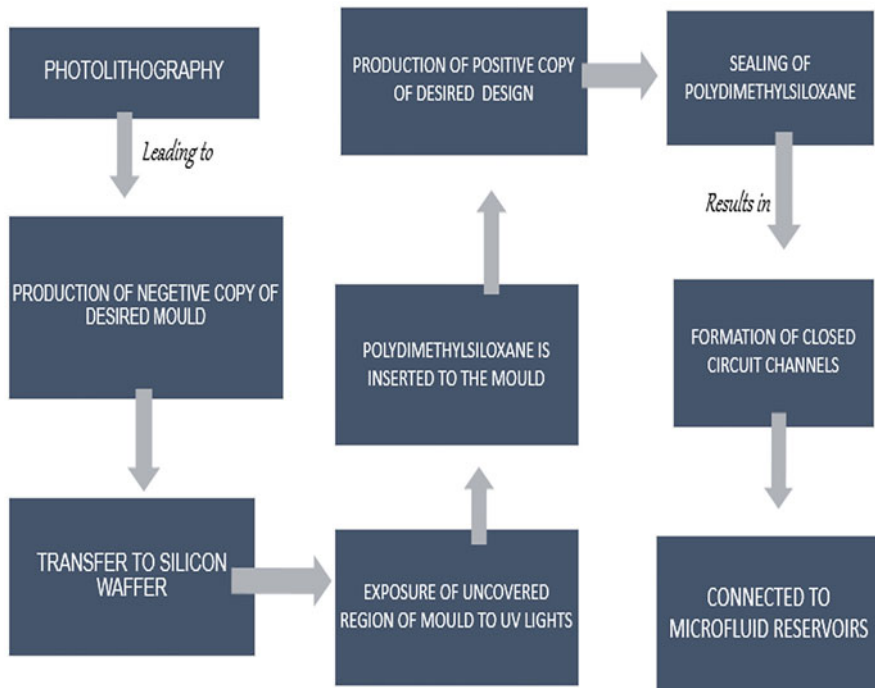 PHOTOLITHOGRAPHY
Leading to
PRODUCTION OF NEGETIVE COPY OF
DESIRED MOULD
TRANSFER TO SILICON
WAFFER
EXPOSURE OF UNCOVERED
REGION OF MOULD TO UV LIGHTS
POLYDIMETHYLSILOXANE IS
INSERTED TO THE MOULD
PRODUCTION OF POSITIVE COPY
OF DESIRED DESIGN
SEALING OF
POLYDIMETHYLSILOXANE
Results in
FORMATION OF CLOSED
CIRCUIT CHANNELS
CONNECTED TO
MICROFLUID RESERVOIRS